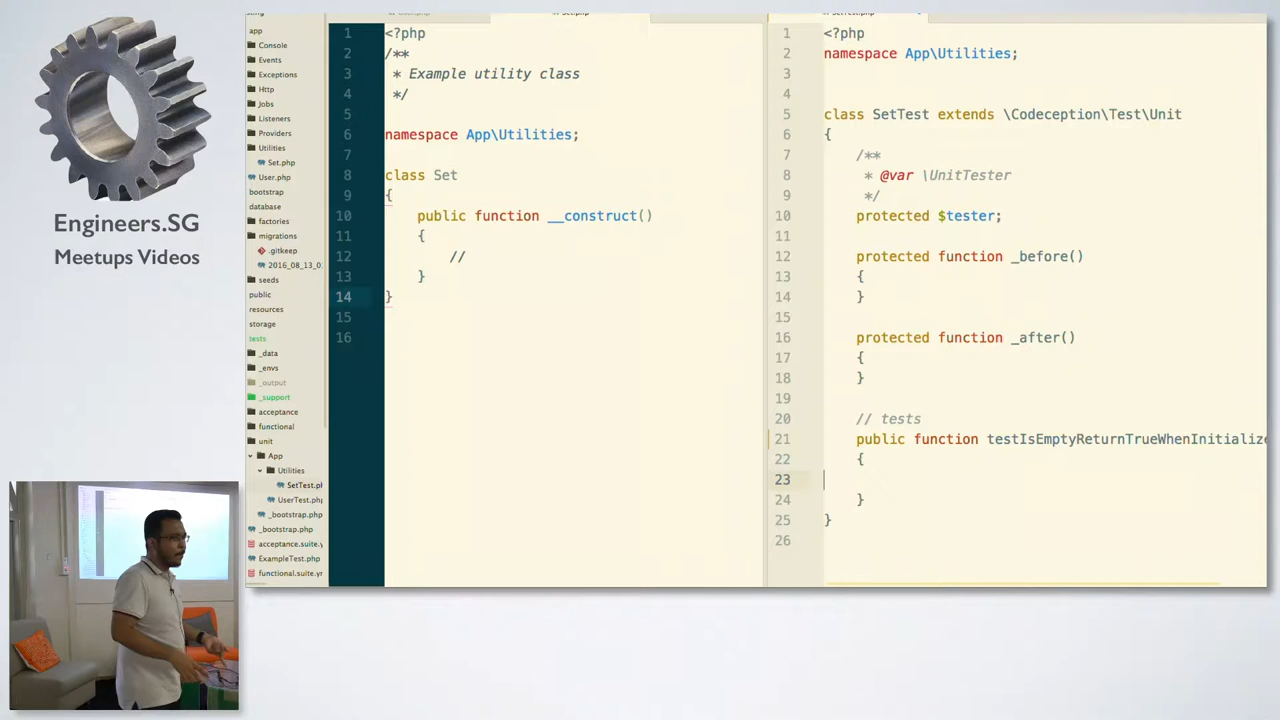 Engineers.SG
Meetups Videos
app
Console
Events
Exceptions
Http
Jobs
Listeners
Providers
Utilities
Set.php
User.php
bootstrap
database
factories
migrations
.gitkeep
2016_08_13_0
seeds
public
resources
storage
tests
_data
_envs
_output
_support
acceptance
functional
unit
App
Utilities
SetTest.p
UserTest.php
_bootstrap.php
_bootstrap.php
acceptance.suite.y
ExampleTest.php
functional.suite.y
1 <?php
2 /**
3 * Example utility class
4 */
5
6 namespace App\Utilities;
7
8 class Set
9 {
10 public function __construct()
11 {
12 //
13 }
14 }
15
16
1 <?php
2 namespace App\Utilities;
3
4
5 class SetTest extends \Codeception\Test\Unit
6 {
7 /**
8 * @var \UnitTester
9 */
10 protected $tester;
11
12 protected function _before()
13 {
14 }
15
16 protected function _after()
17 {
18 }
19
20 // tests
21 public function testIsEmptyReturnTrueWhenInitialize
22 {
23
24 }
25 }
26